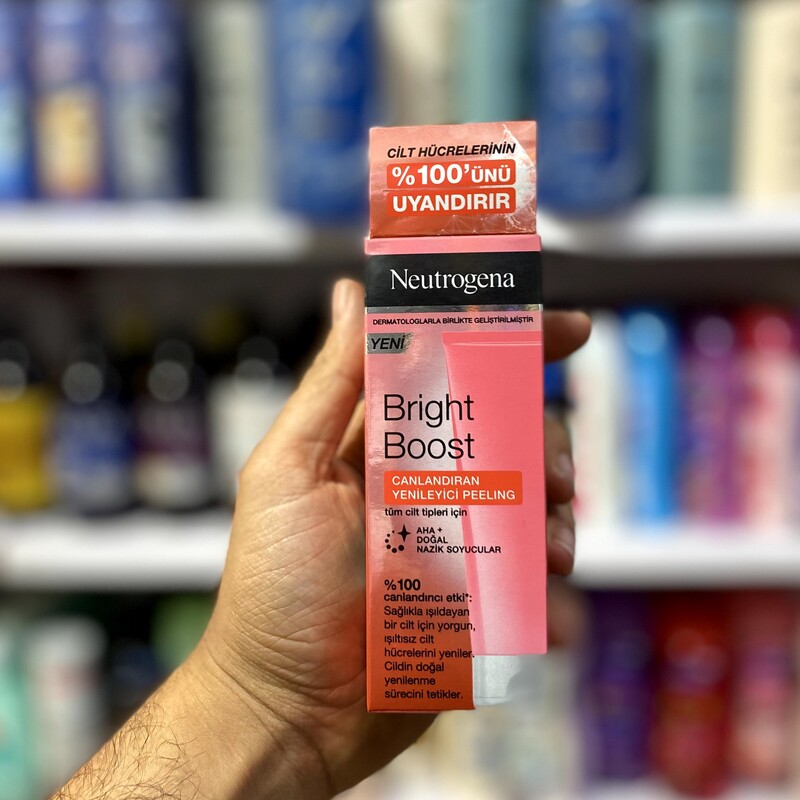 CİLT HÜCRELERİNİN
%100'ÜNÜ
UYANDIRIR
Neutrogena
DERMATOLOGLARLA BİRLİKTE GELİŞTİRİLMİŞTİR
YENİ
Bright
Boost
CANLANDIRAN
YENİLEYİCİ PEELING
tüm cilt tipleri için
AHA +
DOĞAL
NAZİK SOYUCULAR
%100
canlandırıcı etki*:
Sağlıkla ışıldayan
bir cilt için yorgun,
ışıltısız cilt
hücrelerini yeniler.
Cildin doğal
yenilenme
sürecini tetikler.